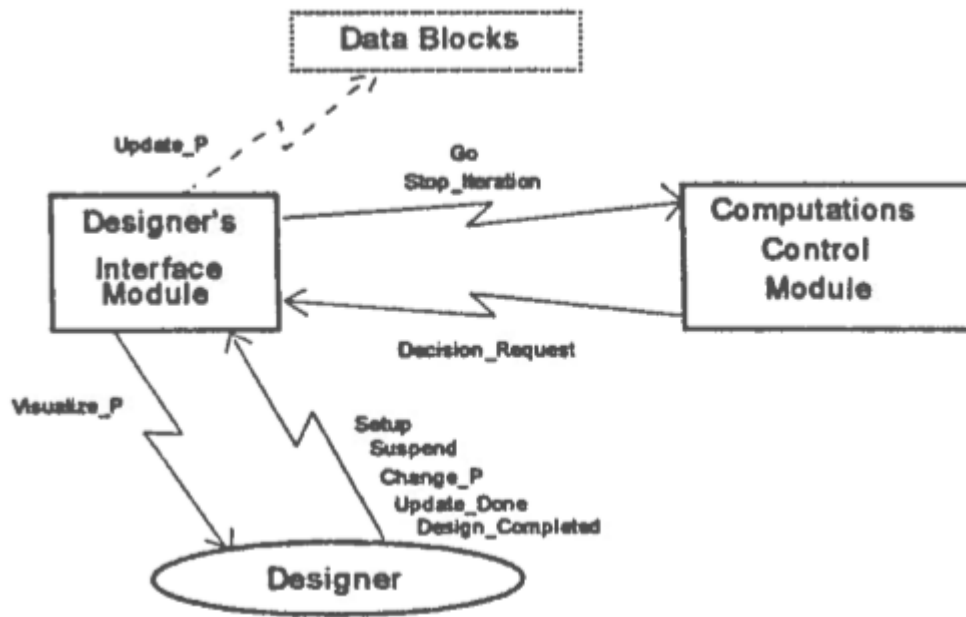 Data Blocks
Update_P
Go
Stop_Iteration
Designer's
Interface
Module
Computations
Control
Module
Decision_Request
Visualize_P
Setup
Suspend
Change_P
Update_Done
Design_Completed
Designer